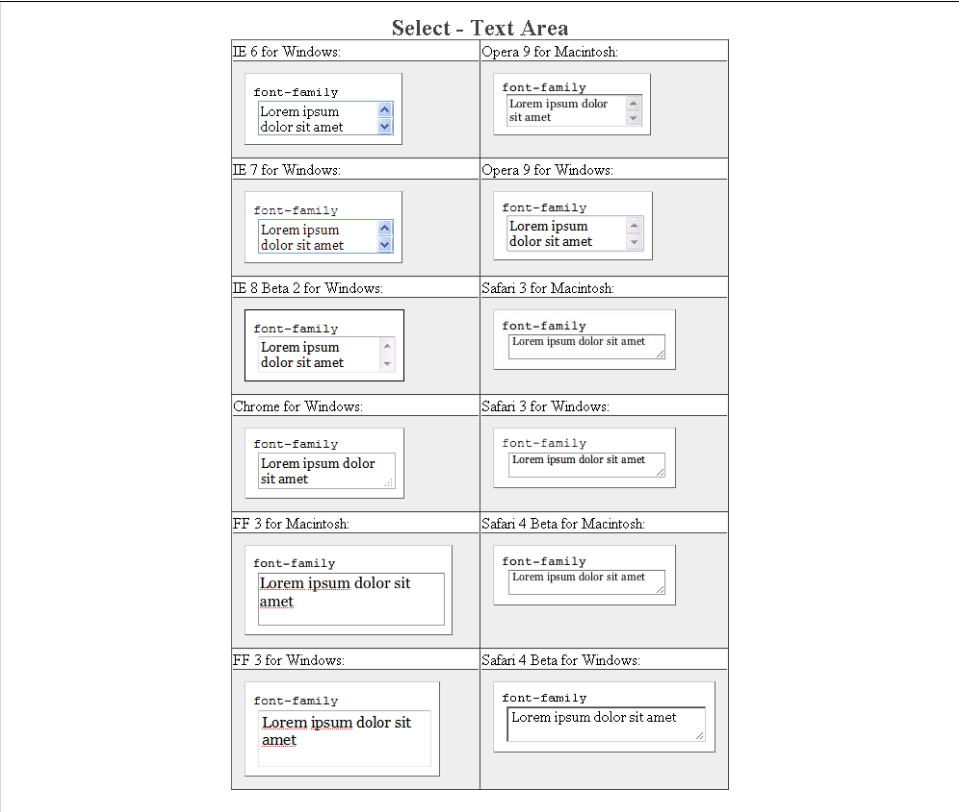 Select - Text Area
IE 6 for Windows:
font-family
Lorem ipsum
dolor sit amet
Opera 9 for Macintosh:
font-family
Lorem ipsum dolor
sit amet
IE 7 for Windows:
font-family
Lorem ipsum
dolor sit amet
Opera 9 for Windows:
font-family
Lorem ipsum
dolor sit amet
IE 8 Beta 2 for Windows:
font-family
Lorem ipsum
dolor sit amet
Safari 3 for Macintosh:
font-family
Lorem ipsum dolor sit amet
Chrome for Windows:
font-family
Lorem ipsum dolor
sit amet
Safari 3 for Windows:
font-family
Lorem ipsum dolor sit amet
FF 3 for Macintosh:
font-family
Lorem ipsum dolor sit
amet
Safari 4 Beta for Macintosh:
font-family
Lorem ipsum dolor sit amet
FF 3 for Windows:
font-family
Lorem ipsum dolor sit
amet
Safari 4 Beta for Windows:
font-family
Lorem ipsum dolor sit amet